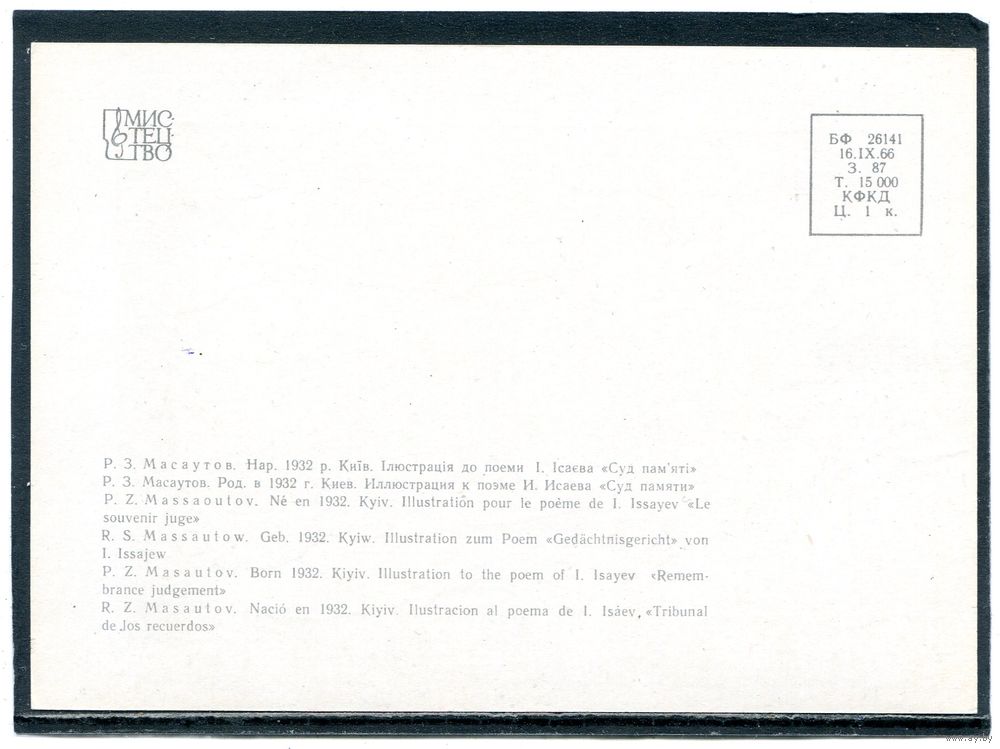 МИС-
ТЕЦ-
ТВО
БФ 26141
16.IX.66
З. 87
Т. 15 000
КФКД
Ц. 1 к.
Р. З. Масаутов. Нар. 1932 р. Київ. Ілюстрація до поеми І. Ісаєва «Суд пам'яті»
Р. З. Масаутов. Род. в 1932 г. Киев. Иллюстрация к поэме И. Исаева «Суд памяти»
P. Z. Massaoutov. Né en 1932. Kyiv. Illustration pour le poème de I. Issayev «Le
souvenir juge»
R. S. Massautow. Geb. 1932. Kyiw. Illustration zum Poem «Gedächtnisgericht» von
I. Issajew
P. Z. Masautov. Born 1932. Kiyiv. Illustration to the poem of I. Isayev «Remem-
brance judgement»
R. Z. Masautov. Nació en 1932. Kiyiv. Ilustracion al poema de I. Isáev, «Tribunal
de los recuerdos»
www.ay.by